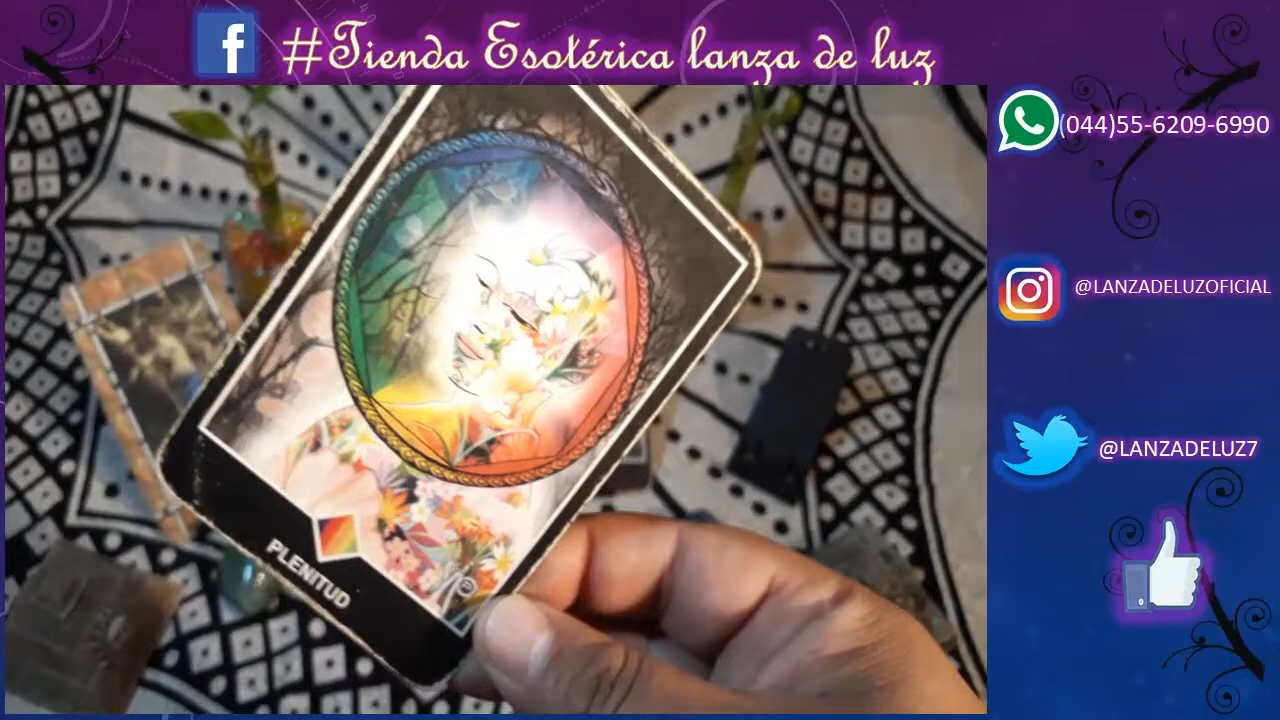 #Tienda Esotérica lanza de luz
(044)55-6209-6990
@LANZADELUZOFICIAL
@LANZADELUZ7
PLENITUD